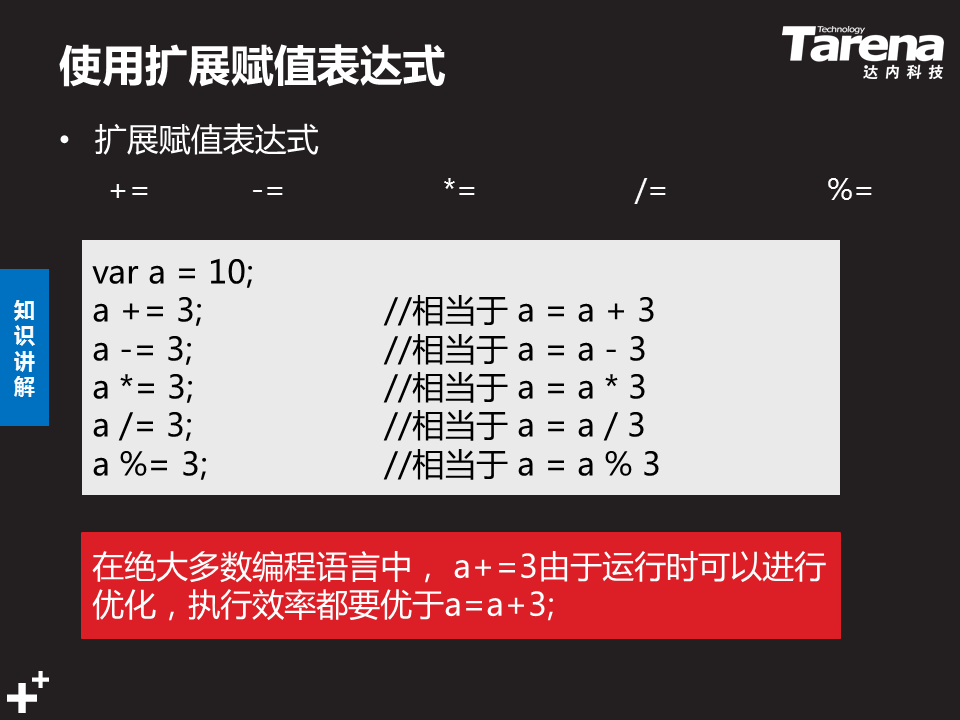 使用扩展赋值表达式
Technology
Tarena
达内科技
• 扩展赋值表达式
+= -= *= /= %=
var a = 10;
a += 3; //相当于 a = a + 3
a -= 3; //相当于 a = a - 3
a *= 3; //相当于 a = a * 3
a /= 3; //相当于 a = a / 3
a %= 3; //相当于 a = a % 3
知识讲解
在绝大多数编程语言中， a+=3由于运行时可以进行
优化，执行效率都要优于a=a+3;